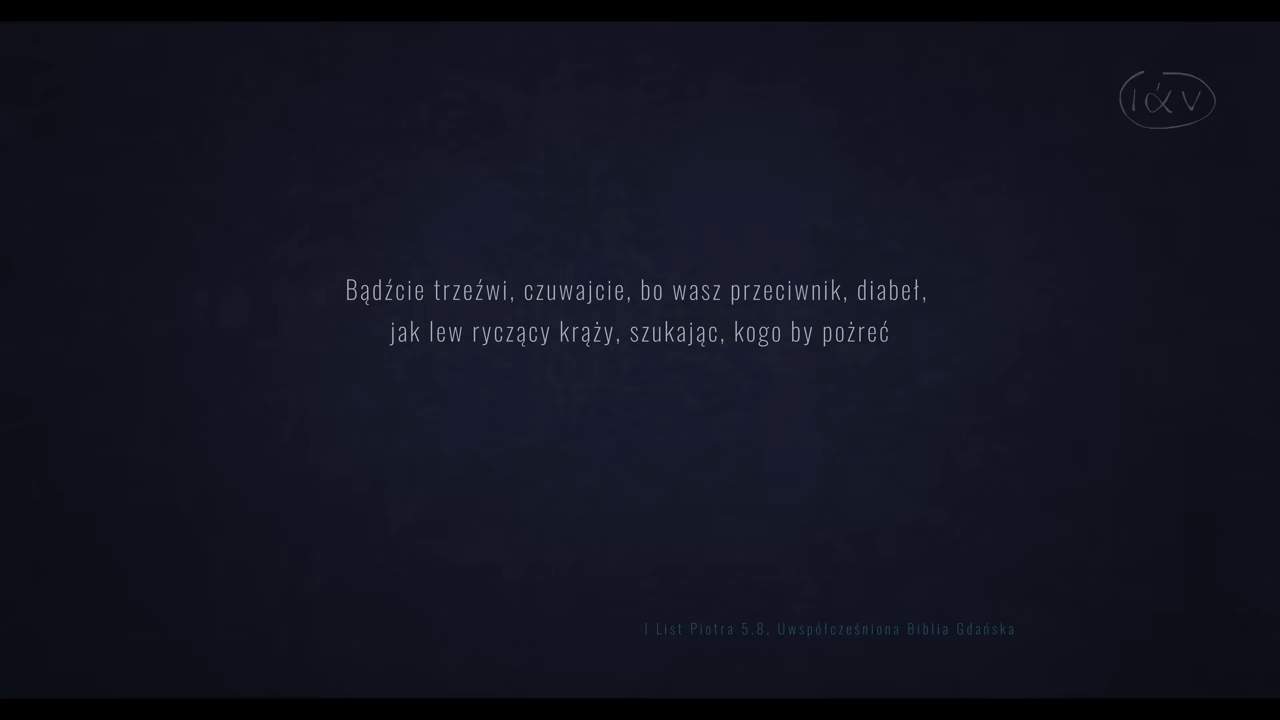 IαV
Bądźcie trzeźwi, czuwajcie, bo wasz przeciwnik, diabeł,
jak lew ryczący krąży, szukając, kogo by pożreć
1 List Piotra 5.8, Uwspółcześniona Biblia Gdańska